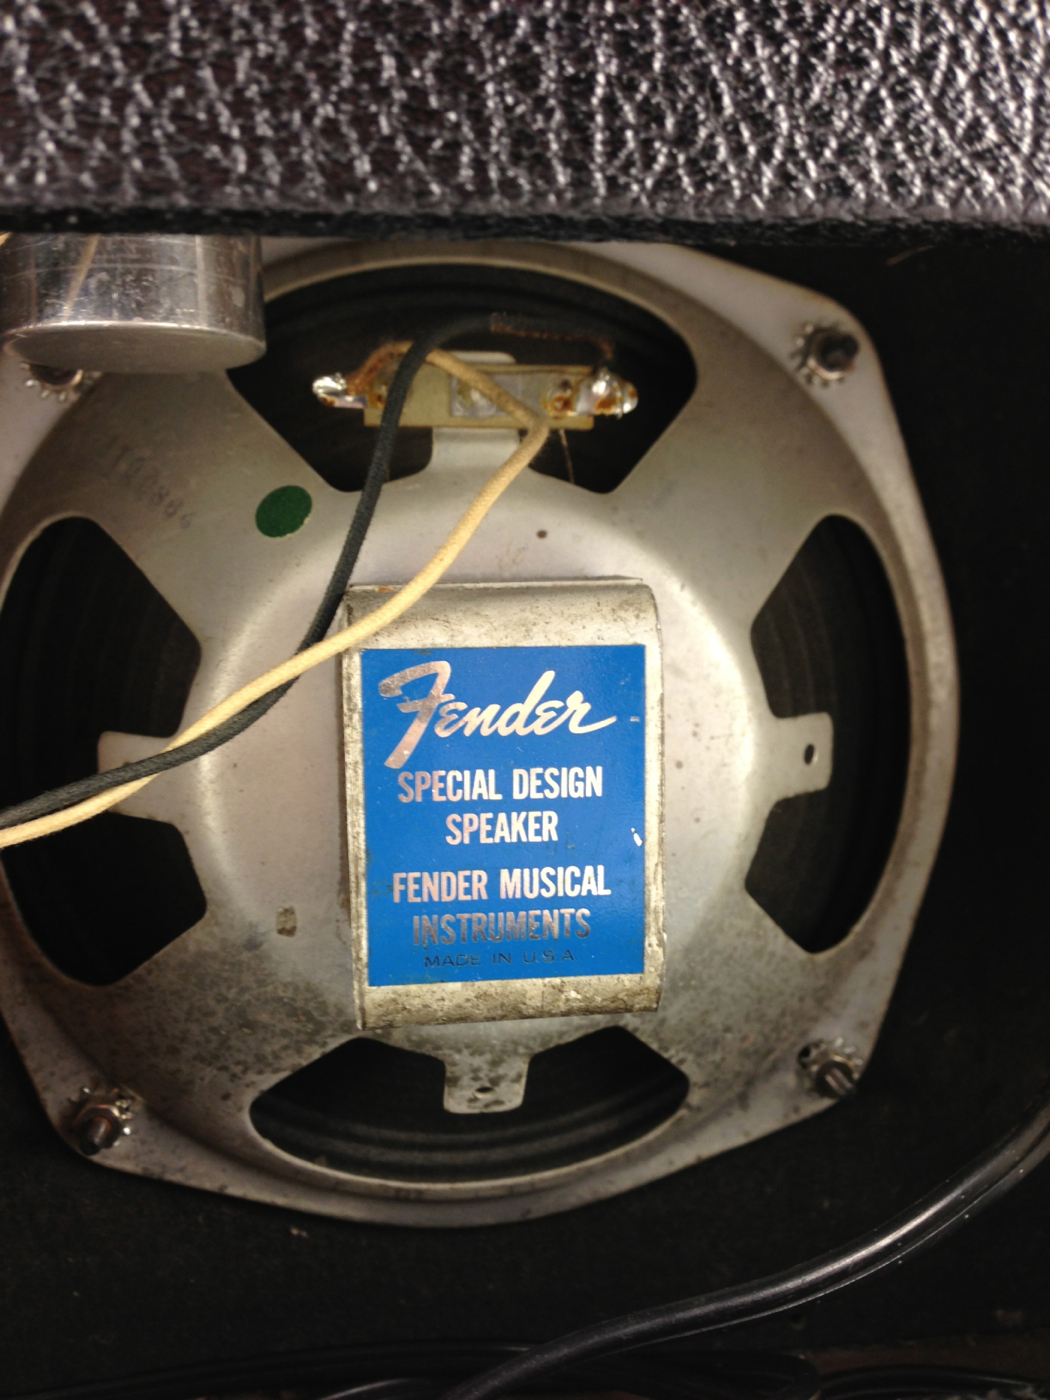 Fender
SPECIAL DESIGN
SPEAKER
FENDER MUSICAL
INSTRUMENTS
MADE IN U.S.A